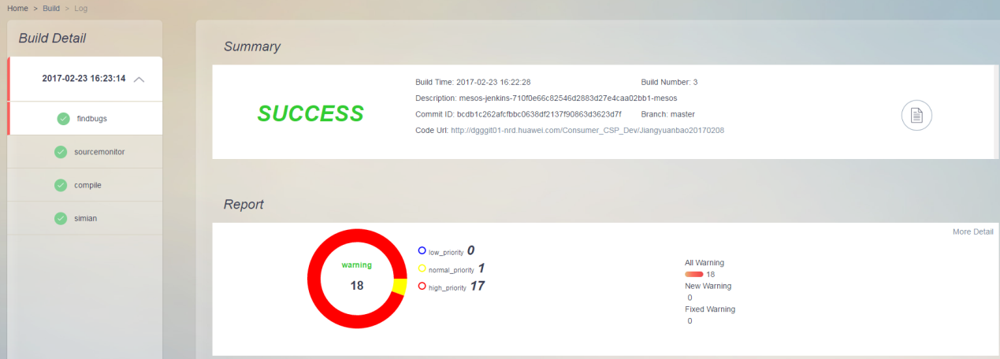 Home > Build > Log
Build Detail
2017-02-23 16:23:14
findbugs
sourcemonitor
compile
simian
Summary
SUCCESS
Build Time: 2017-02-23 16:22:28 Build Number: 3
Description: mesos-jenkins-710f0e66c82546d2883d27e4caa02bb1-mesos
Commit ID: bcdb1c262afcfbbc0638df2137f90863d3623d7f Branch: master
Code Url: http://dgggit01-nrd.huawei.com/Consumer_CSP_Dev/Jiangyuanbao20170208
Report
More Detail
warning
18
low_priority 0
normal_priority 1
high_priority 17
All Warning
18
New Warning
0
Fixed Warning
0